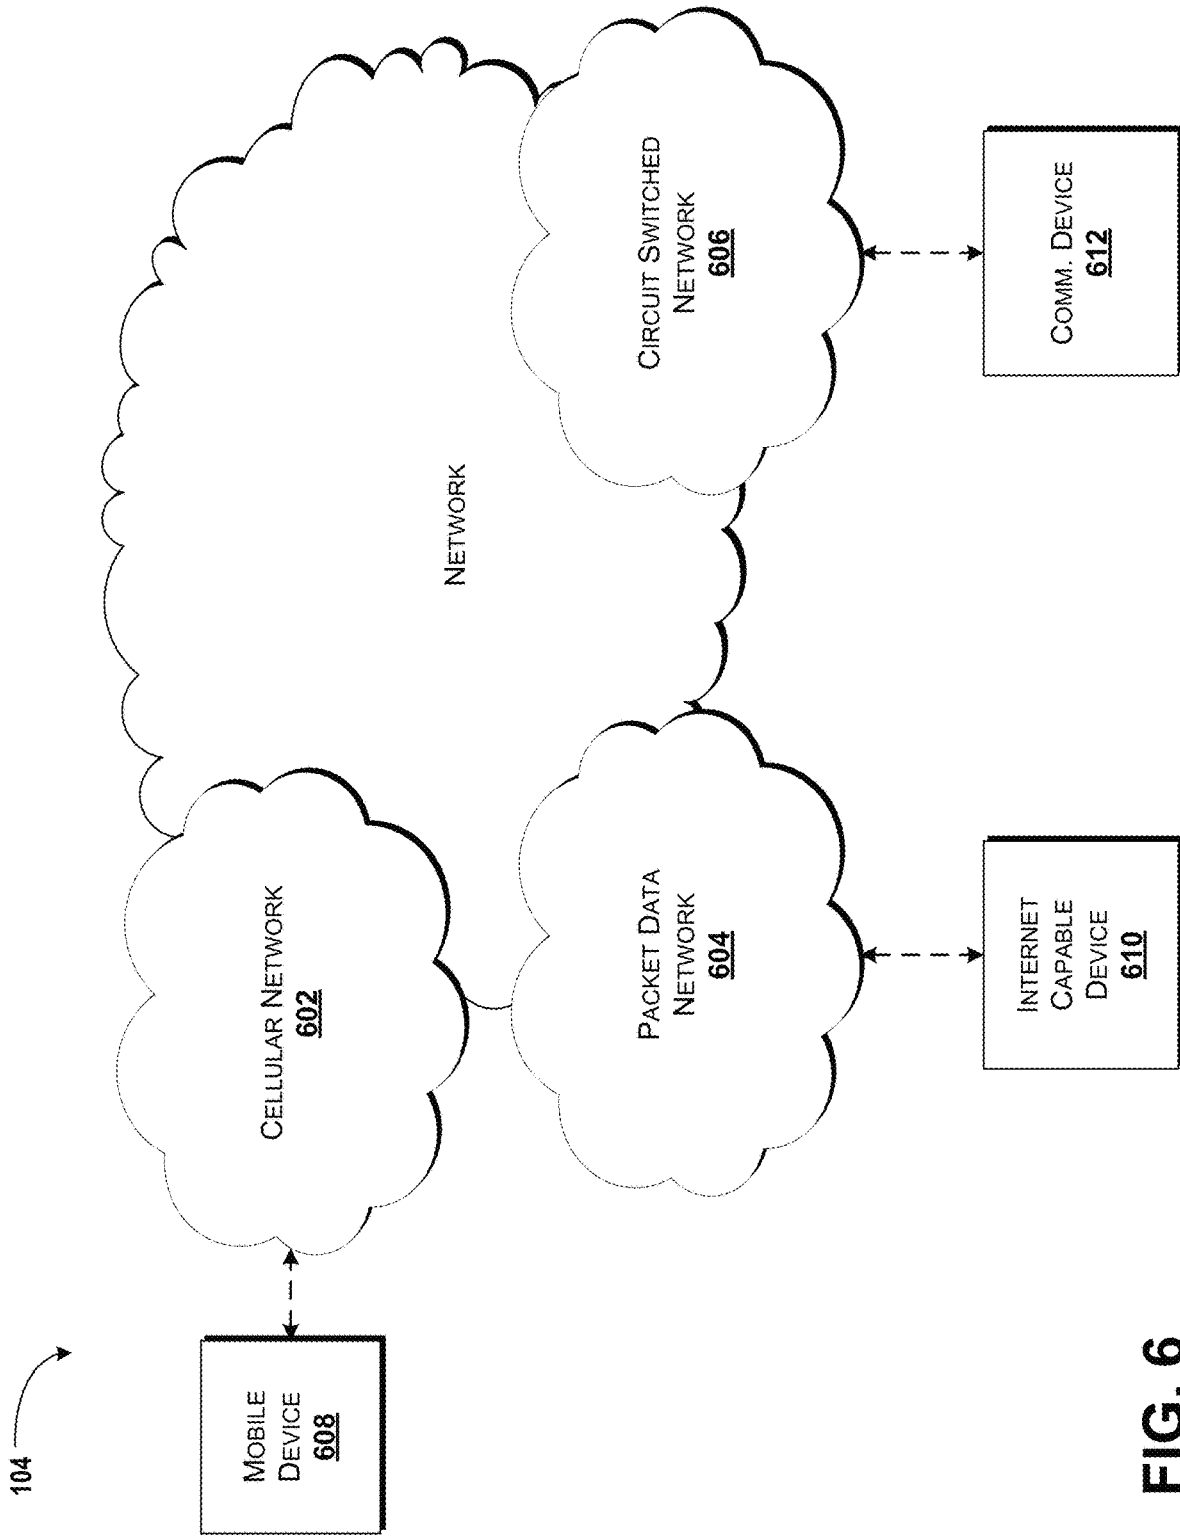 104
MOBILE
DEVICE
608
CELLULAR NETWORK
602
NETWORK
PACKET DATA
NETWORK
604
CIRCUIT SWITCHED
NETWORK
606
INTERNET
CAPABLE
DEVICE
610
COMM. DEVICE
612
FIG. 6